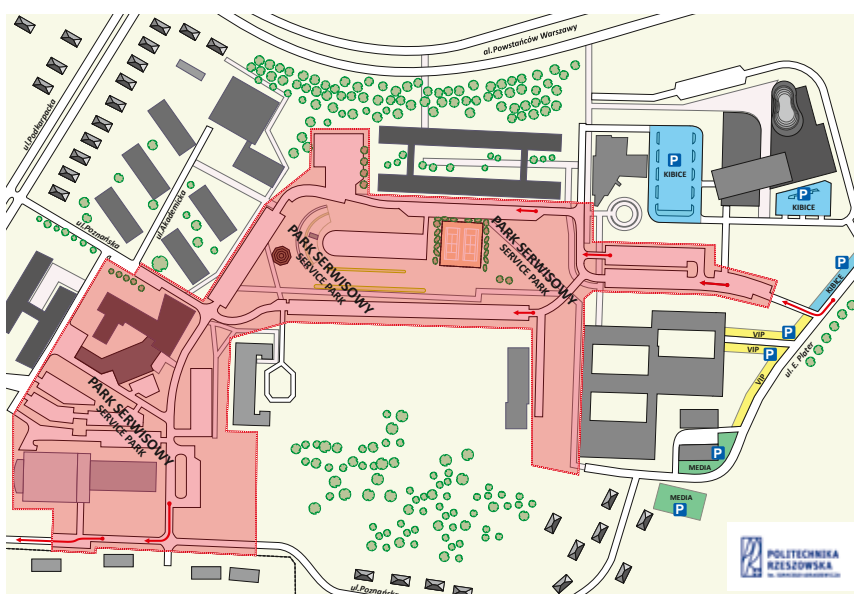 al.Powstańców Warszawy
ul.Podkarpacka
P
KIBICE
P
KIBICE
ul.Akademicka
ul.Poznańska
PARK SERWISOWY
SERVICE PARK
PARK SERWISOWY
SERVICE PARK
P
KIBICE
VIP
P
VIP
P
VIP
ul. E. Plater
PARK SERWISOWY
SERVICE PARK
P
MEDIA
MEDIA
P
POLITECHNIKA
RZESZOWSKA
ul.Poznańska